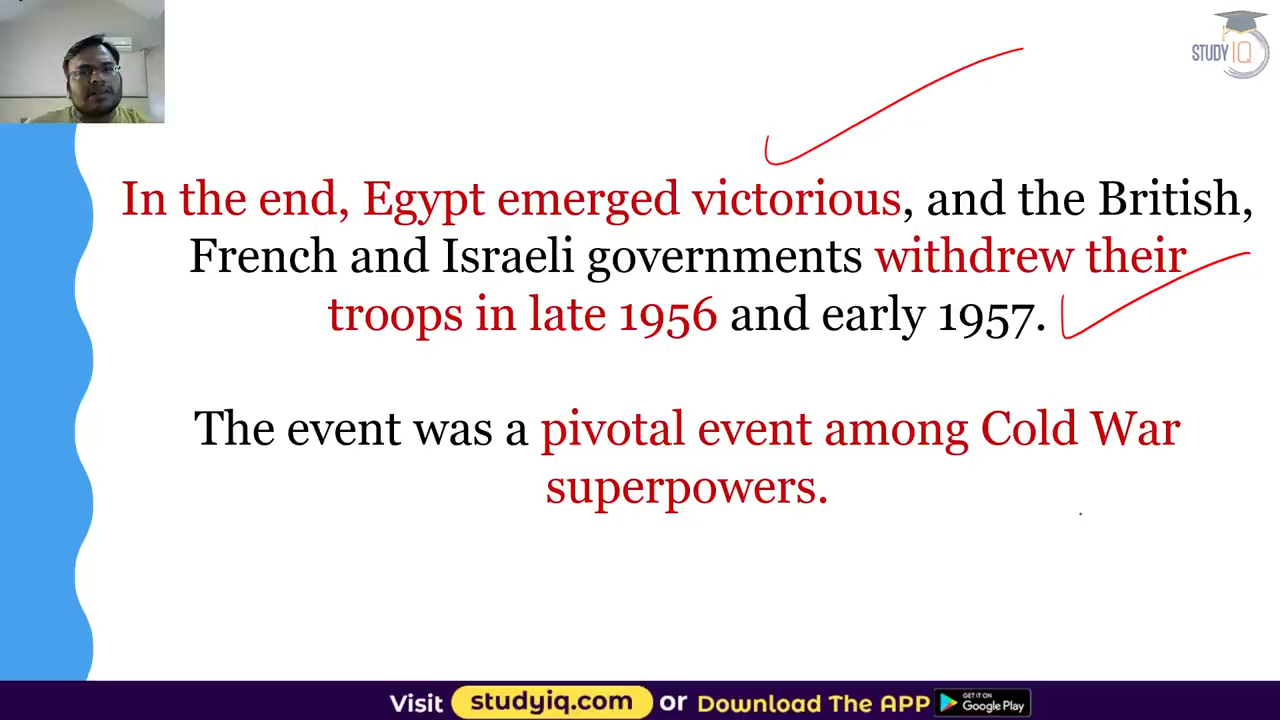 STUDY IQ
In the end, Egypt emerged victorious, and the British,
French and Israeli governments withdrew their
troops in late 1956 and early 1957.
The event was a pivotal event among Cold War
superpowers.
Visit studyiq.com or Download The APP GET IT ON Google Play